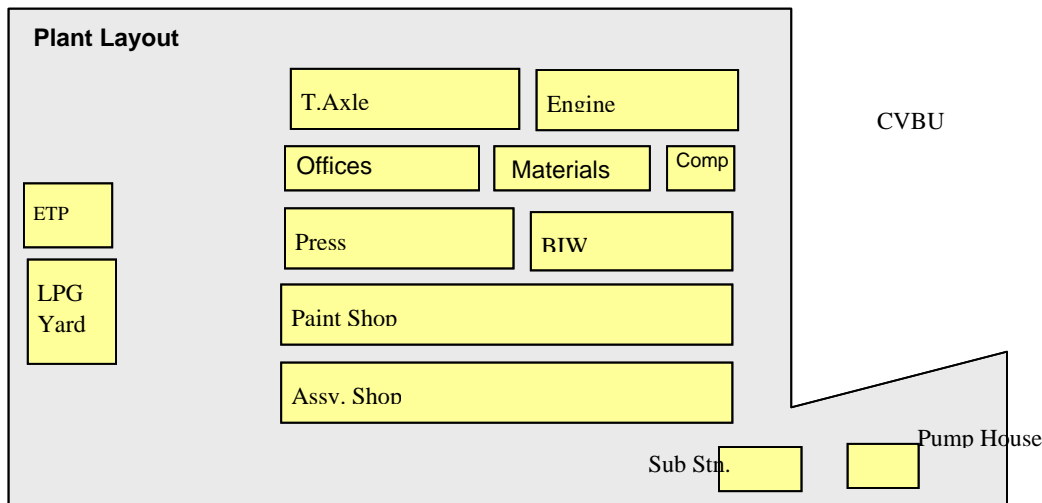 Plant Layout
T.Axle
Engine
CVBU
Offices
Materials
Comp
ETP
Press
BIW
LPG
Yard
Paint Shop
Assy. Shop
Pump House
Sub Stn.